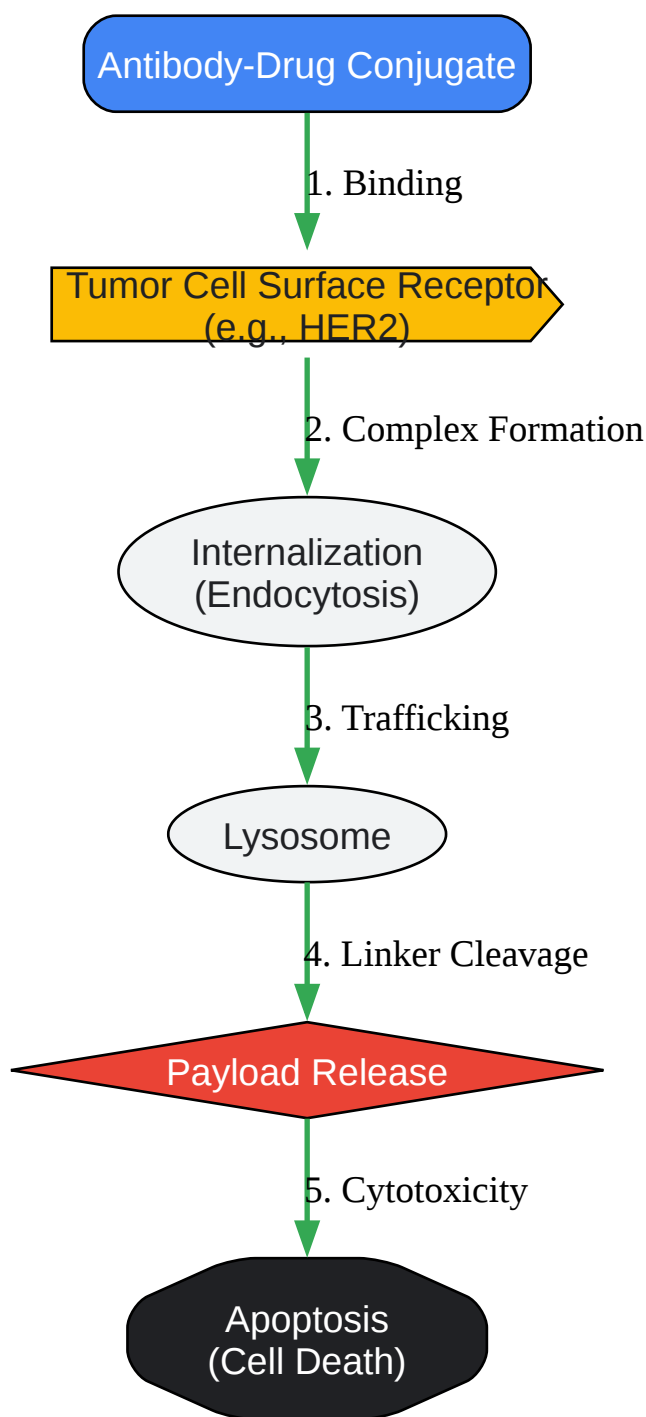 Antibody-Drug Conjugate
1. Binding
Tumor Cell Surface Receptor
(e.g., HER2)
2. Complex Formation
Internalization
(Endocytosis)
3. Trafficking
Lysosome
4. Linker Cleavage
Payload Release
5. Cytotoxicity
Apoptosis
(Cell Death)